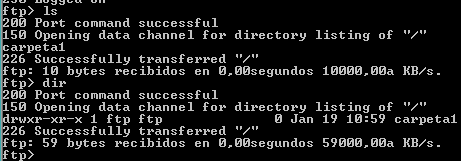 230 Logged on
ftp> ls
200 Port command successful
150 Opening data channel for directory listing of "/"
carpeta1
226 Successfully transferred "/"
ftp: 10 bytes recibidos en 0,00segundos 10000,00a KB/s.
ftp> dir
200 Port command successful
150 Opening data channel for directory listing of "/"
drwxr-xr-x 1 ftp ftp 0 Jan 19 10:59 carpeta1
226 Successfully transferred "/"
ftp: 59 bytes recibidos en 0,00segundos 59000,00a KB/s.
ftp>